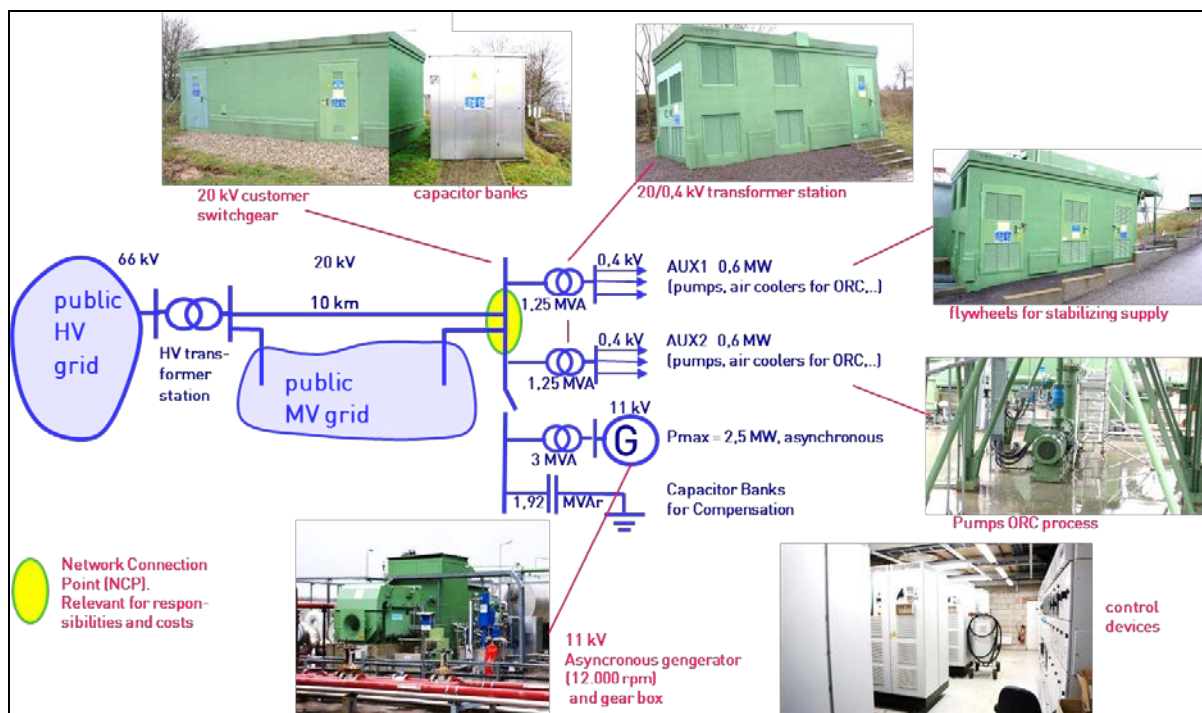 20 kV customer
switchgear
capacitor banks
20/0,4 kV transformer station
66 kV
20 kV
10 km
public
HV
grid
HV trans-
former
station
public
MV grid
0,4 kV
1,25 MVA
AUX1 0,6 MW
(pumps, air coolers for ORC,..)
flywheels for stabilizing supply
0,4 kV
1,25 MVA
AUX2 0,6 MW
(pumps, air coolers for ORC,..)
11 kV
G
3 MVA
Pmax = 2,5 MW, asynchronous
1,92 MVAr
Capacitor Banks
for Compensation
Pumps ORC process
Network Connection
Point (NCP).
Relevant for respon-
sibilities and costs
11 kV
Asyncronous gengerator
(12.000 rpm)
and gear box
control
devices